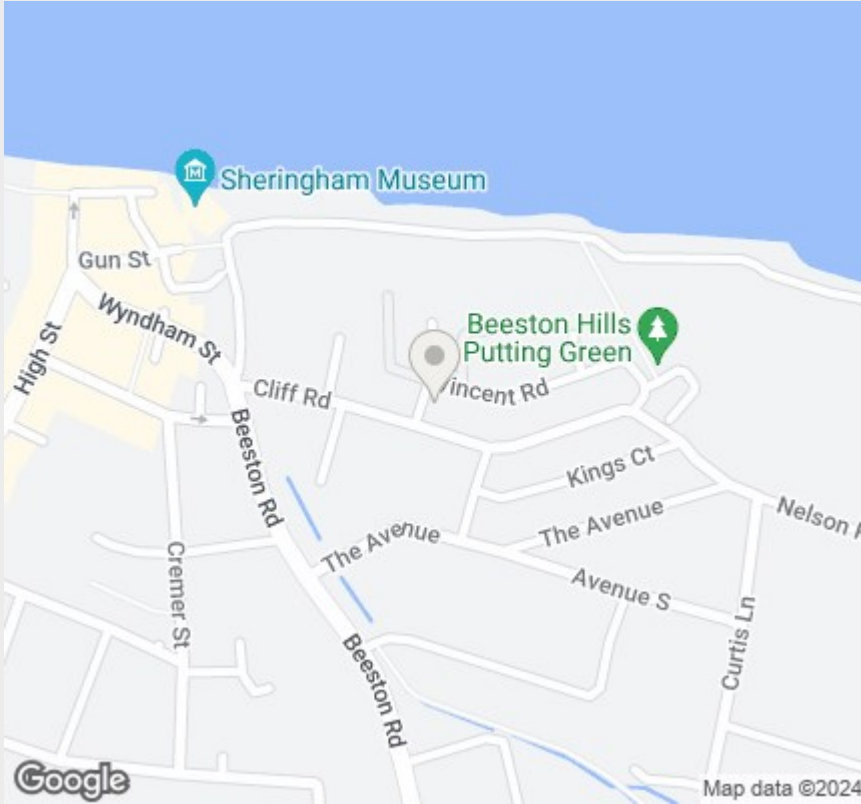 Sheringham Museum
Gun St
Wyndham St
High St
Beeston Hills
Putting Green
Vincent Rd
Cliff Rd
Beeston Rd
Kings Ct
The Avenue
Nelson R
The Avenue
Avenue S
Cremer St
Curtis Ln
Beeston Rd
Google
Map data ©2024